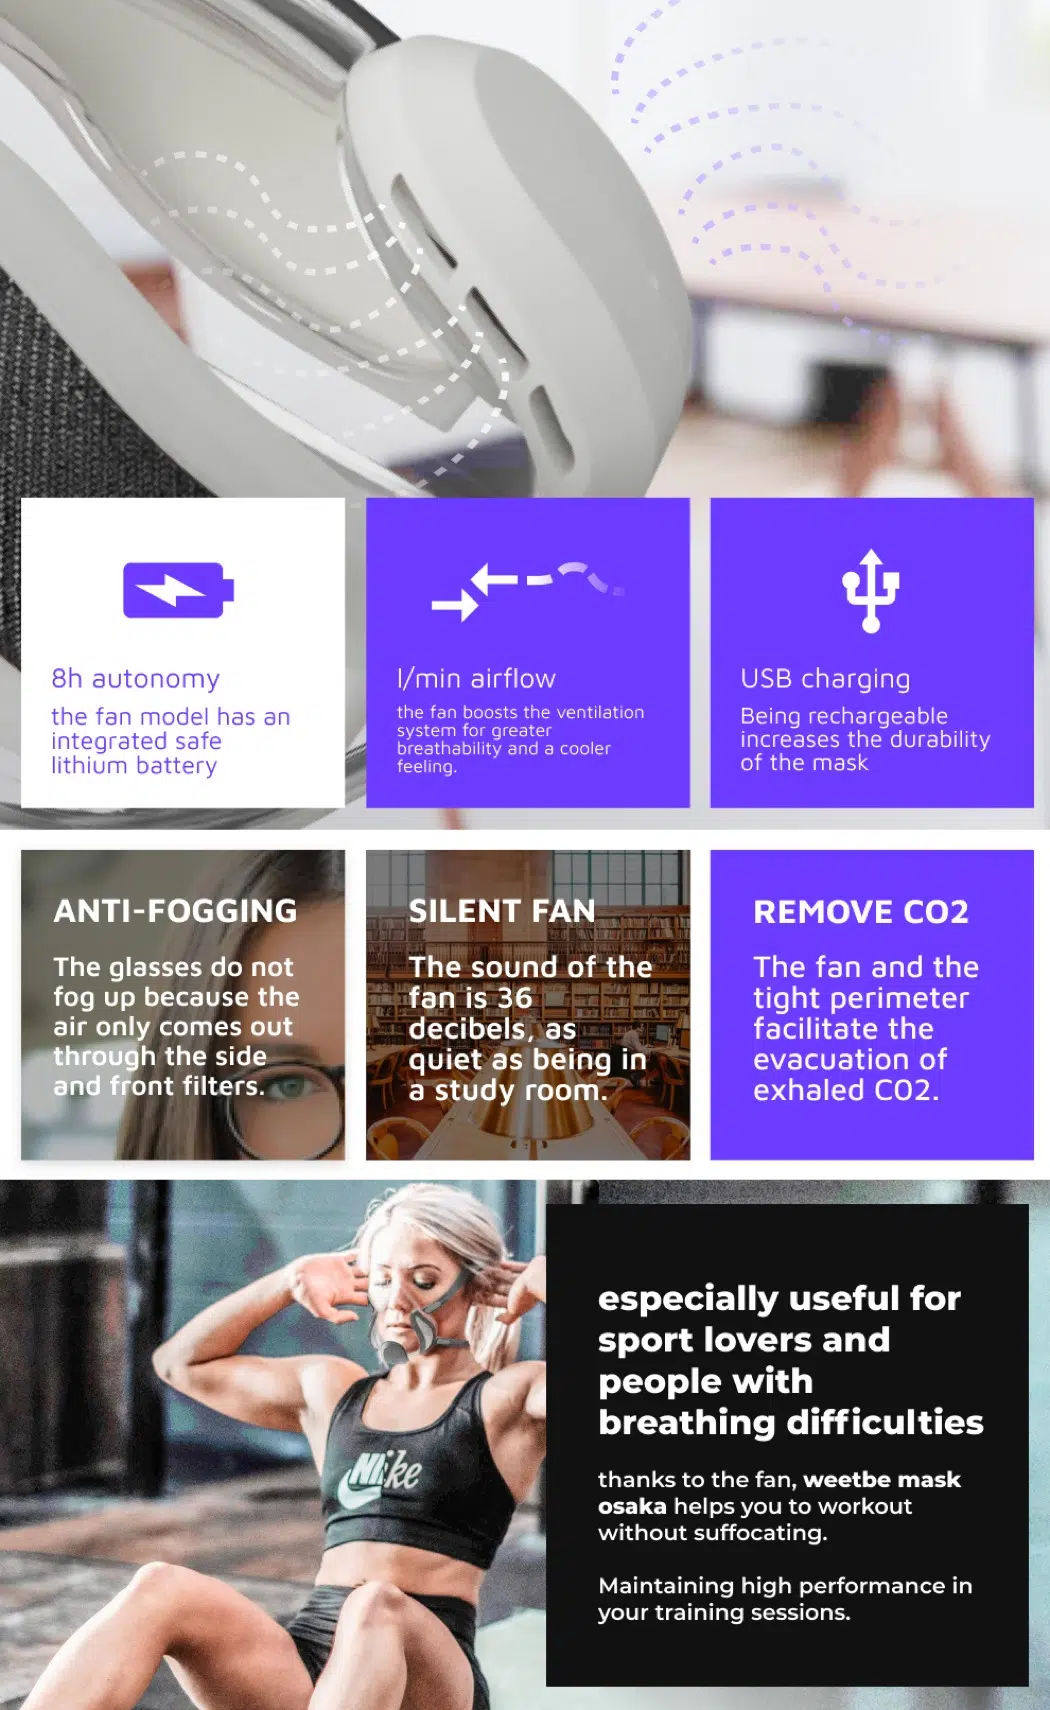 8h autonomy
the fan model has an
integrated safe
lithium battery
l/min airflow
the fan boosts the ventilation
system for greater
breathability and a cooler
feeling.
USB charging
Being rechargeable
increases the durability
of the mask
ANTI-FOGGING
The glasses do not
fog up because the
air only comes out
through the side
and front filters.
SILENT FAN
The sound of the
fan is 36
decibels, as
quiet as being in
a study room.
REMOVE CO2
The fan and the
tight perimeter
facilitate the
evacuation of
exhaled CO2.
Nike
especially useful for
sport lovers and
people with
breathing difficulties
thanks to the fan, weetbe mask
osaka helps you to workout
without suffocating.
Maintaining high performance in
your training sessions.